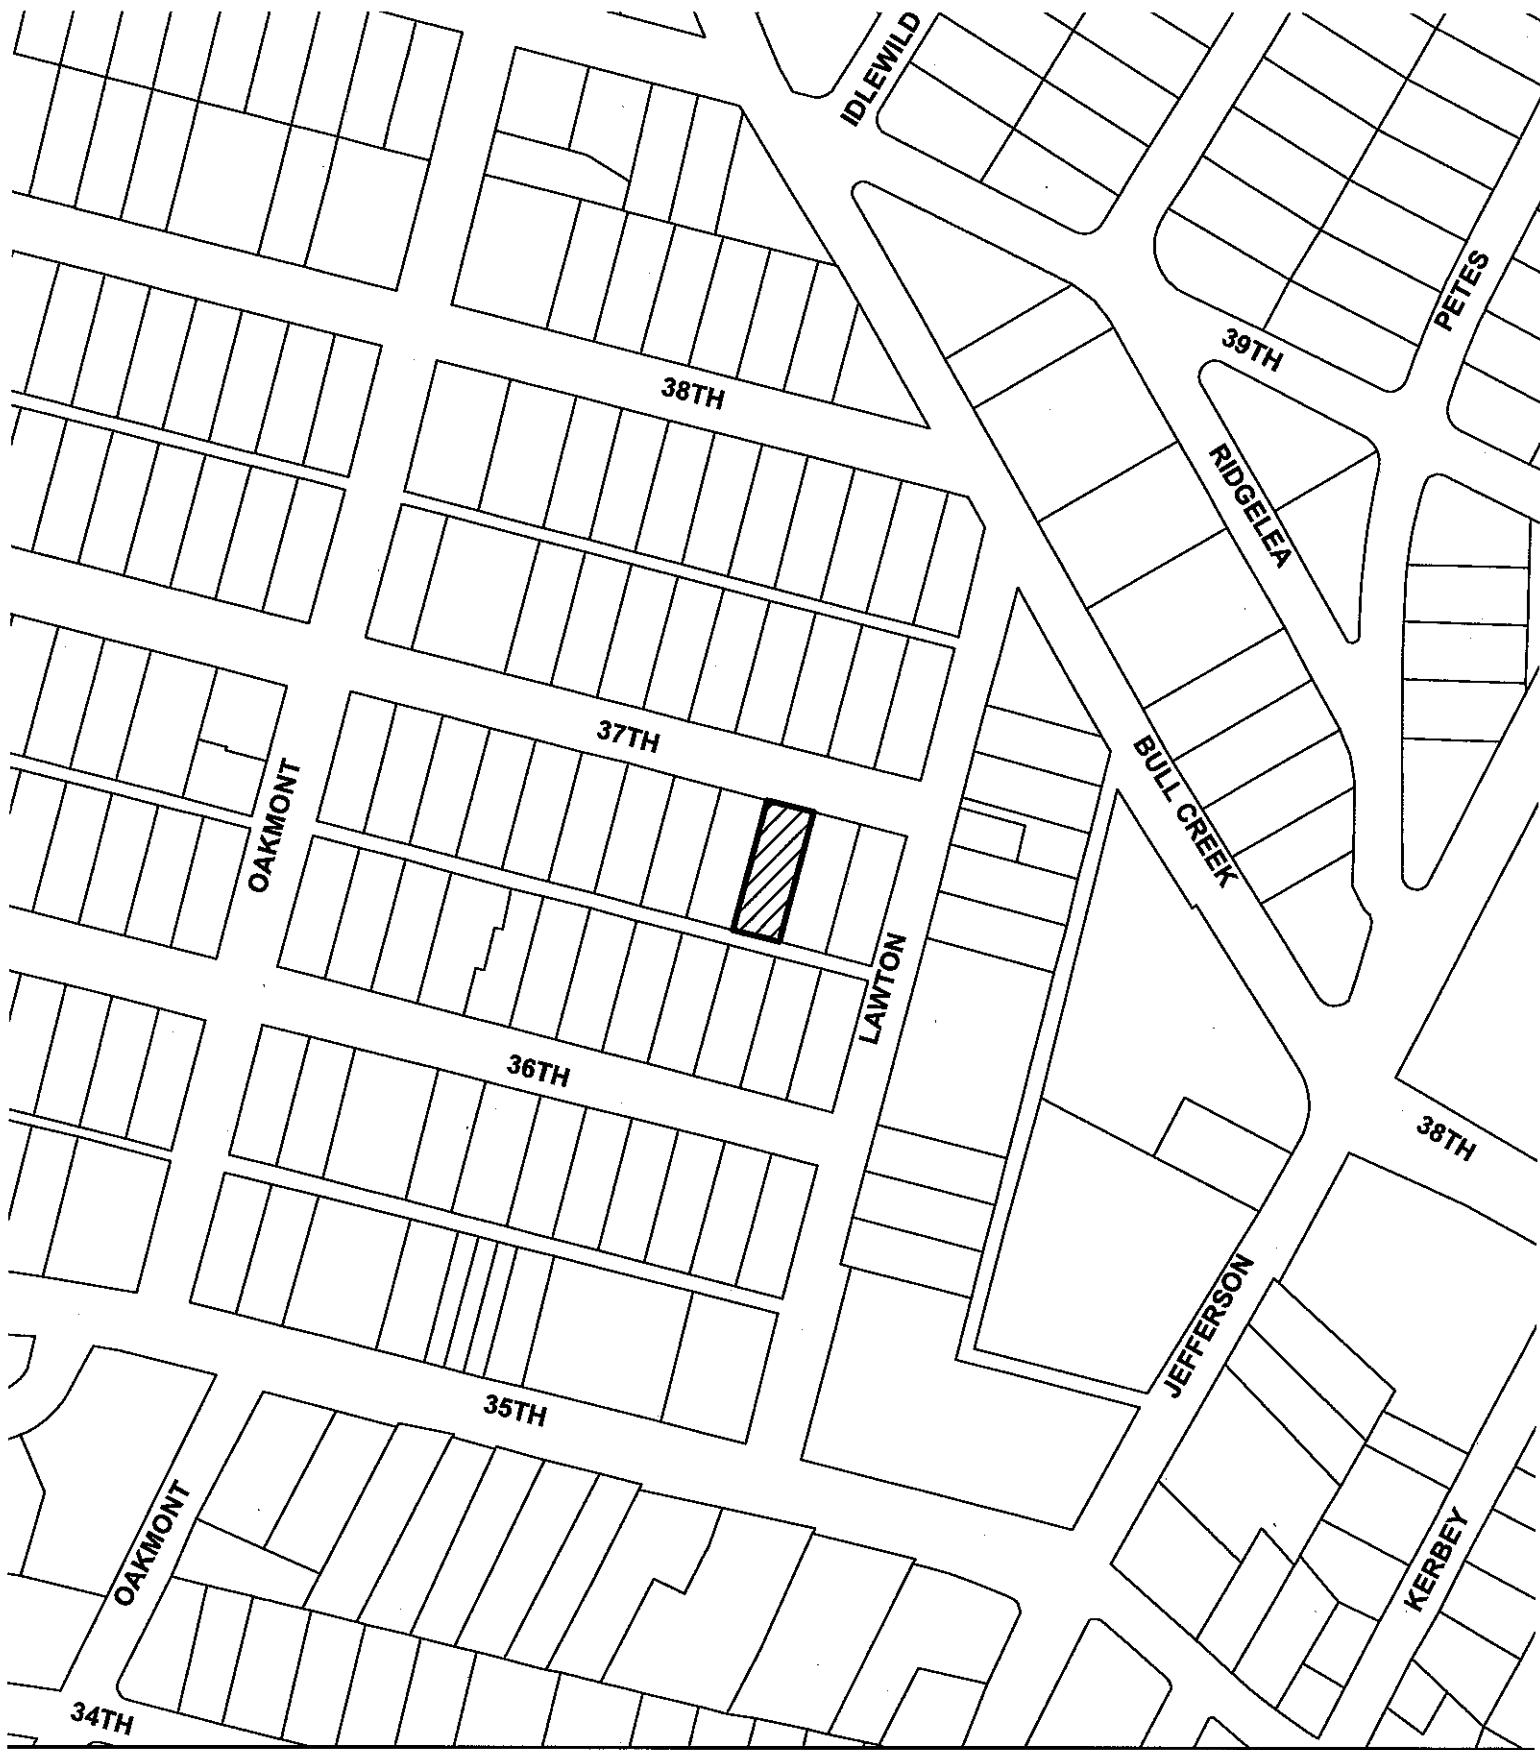 IDLEWILD
PETES
39TH
38TH
RIDGELEA
37TH
BULL CREEK
OAKMONT
LAWTON
36TH
38TH
JEFFERSON
35TH
OAKMONT
KERBEY
34TH